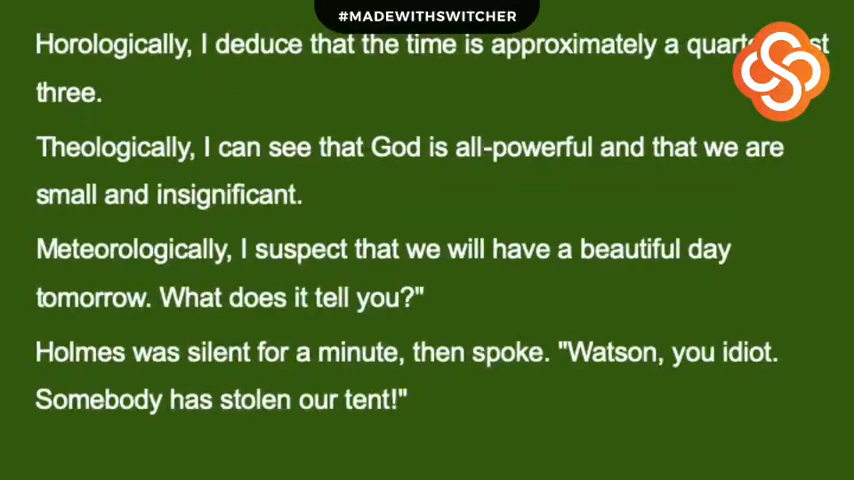 #MADEWITHSWITCHER
Horologically, I deduce that the time is approximately a
three.
Theologically, I can see that God is all-powerful and that we are
small and insignificant.
Meteorologically, I suspect that we will have a beautiful day
tomorrow. What does it tell you?"
Holmes was silent for a minute, then spoke. "Watson, you idiot.
Somebody has stolen our tent!"